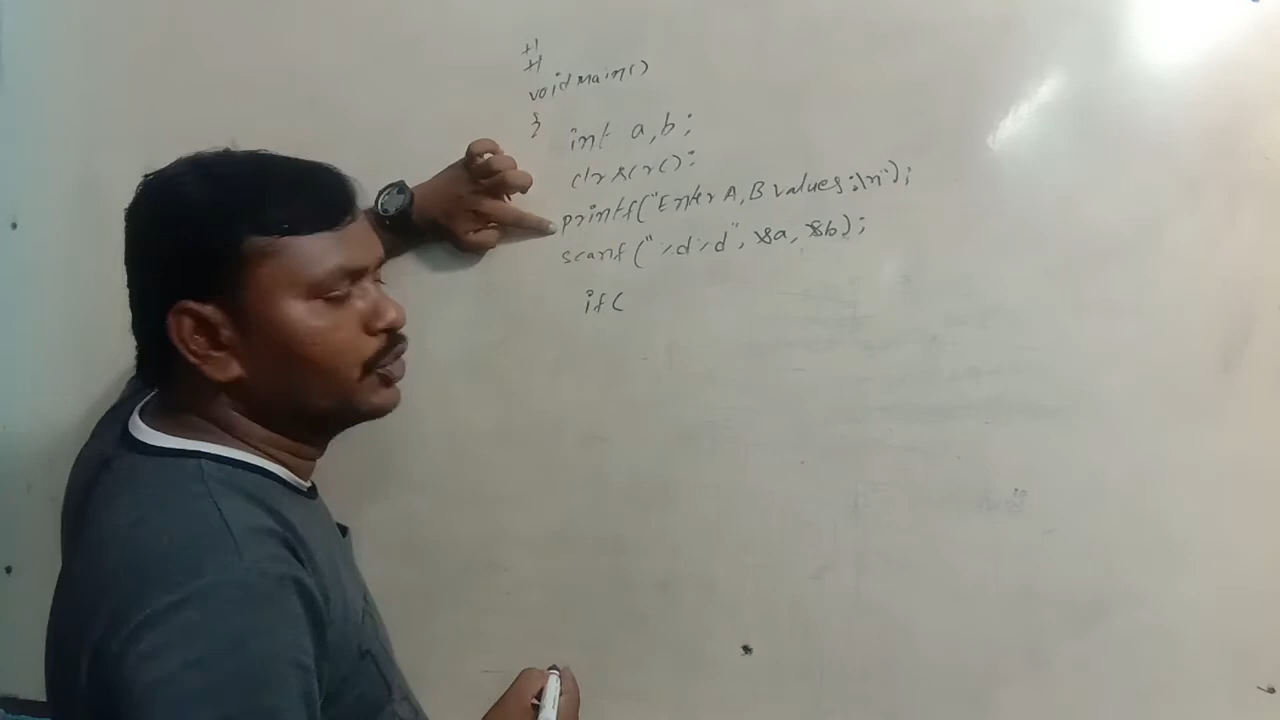 #
#
void main()
{
int a,b;
clrscr();
printf("Enter A, B values:\n");
scanf("%d%d", &a, &b);
if(